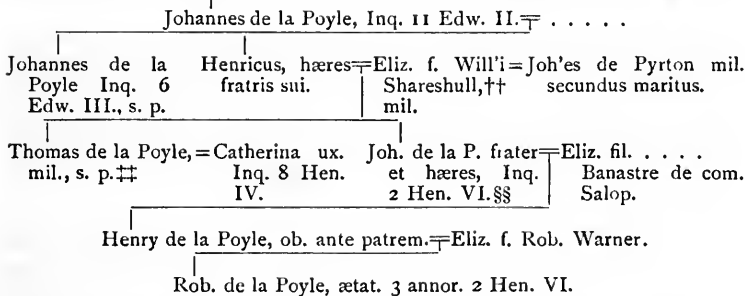 Johannes de la Poyle, Inq. 11 Edw. II.= . . . . .
Johannes de la Henricus, hæres=Eliz. f. Will'i=Joh'es de Pyrton mil.
Poyle Inq. 6 fratris sui. Shareshull,†† secundus maritus.
Edw. III., s. p. mil.
Thomas de la Poyle,=Catherina ux. Joh. de la P. frater=Eliz. fil. . . . .
mil., s. p.‡‡ Inq. 8 Hen. et hæres, Inq. Banastre de com.
IV. 2 Hen. VI.§§ Salop.
Henry de la Poyle, ob. ante patrem.=Eliz. f. Rob. Warner.
Rob. de la Poyle, ætat. 3 annor. 2 Hen. VI.